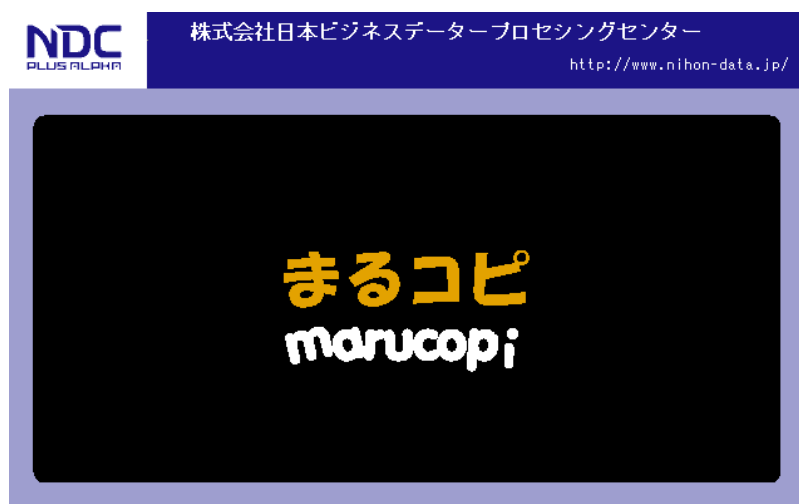 NDC
PLUS ALPHA
株式会社日本ビジネスデータープロセシングセンター
http://www.nihon-data.jp/
まるコピ
marucopi